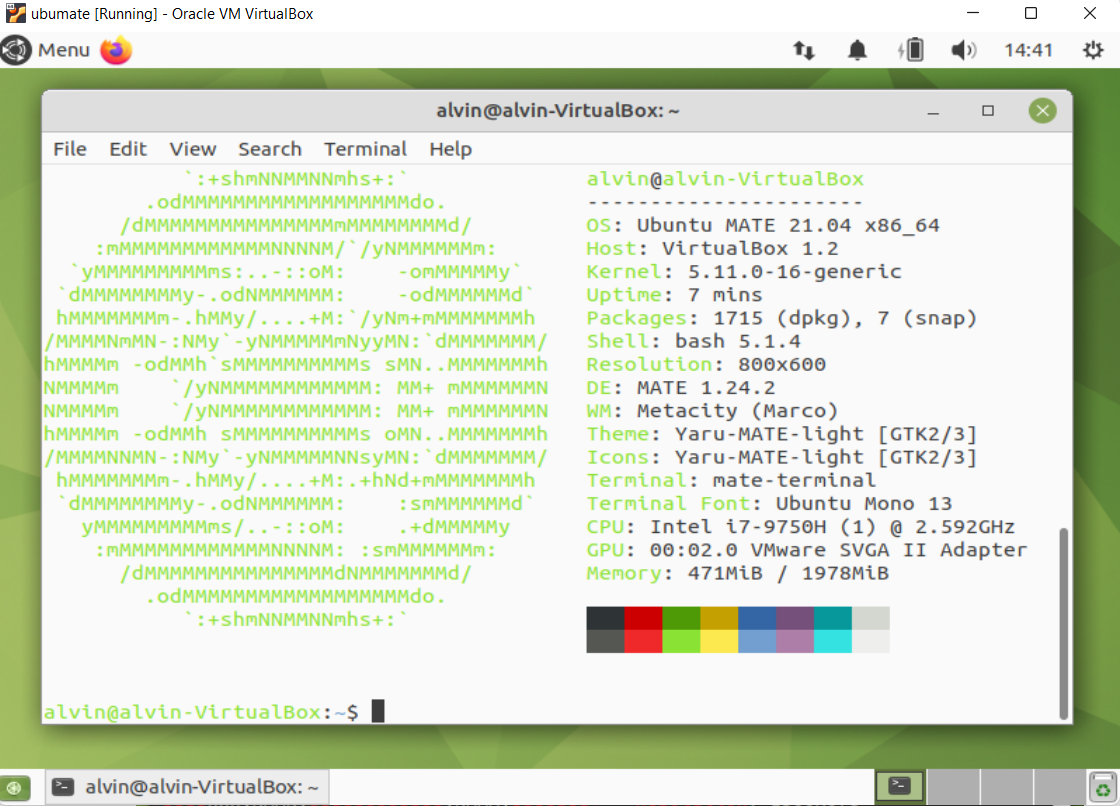 ubumate [Running] - Oracle VM VirtualBox
Menu
14:41
alvin@alvin-VirtualBox: ~
File Edit View Search Terminal Help
`:+shmNNMMNNmhs+:`
.odMMMMMMMMMMMMMMMMMMdo.
/dMMMMMMMMMMMMMMMmMMMMMMMMd/
:mMMMMMMMMMMMMNNNNM/`/yNMMMMMMm:
`yMMMMMMMMMms:..-::oM:    -omMMMMMy`
`dMMMMMMMMy-.odNMMMMMM:    -odMMMMMMd`
hMMMMMMMm-.hMMy/....+M:`/yNm+mMMMMMMMh
/MMMMNmMN-:NMy`-yNMMMMMmNyyMN:`dMMMMMMM/
hMMMMm -odMMh`sMMMMMMMMMMs sMN..MMMMMMMh
NMMMMm    `/yNMMMMMMMMMMMM: MM+ mMMMMMMN
NMMMMm    `/yNMMMMMMMMMMMM: MM+ mMMMMMMN
hMMMMm -odMMh sMMMMMMMMMMs oMN..MMMMMMMh
/MMMMNNMN-:NMy`-yNMMMMMNNsyMN:`dMMMMMMM/
hMMMMMMMm-.hMMy/....+M:.+hNd+mMMMMMMMh
`dMMMMMMMMy-.odNMMMMMM:    :smMMMMMMd`
yMMMMMMMMMms/..-::oM:    .+dMMMMMy
:mMMMMMMMMMMMMNNNNM: :smMMMMMMm:
/dMMMMMMMMMMMMMMMdNMMMMMMMd/
.odMMMMMMMMMMMMMMMMMMdo.
`:+shmNNMMNNmhs+:`
alvin@alvin-VirtualBox
----------------------
OS: Ubuntu MATE 21.04 x86_64
Host: VirtualBox 1.2
Kernel: 5.11.0-16-generic
Uptime: 7 mins
Packages: 1715 (dpkg), 7 (snap)
Shell: bash 5.1.4
Resolution: 800x600
DE: MATE 1.24.2
WM: Metacity (Marco)
Theme: Yaru-MATE-light [GTK2/3]
Icons: Yaru-MATE-light [GTK2/3]
Terminal: mate-terminal
Terminal Font: Ubuntu Mono 13
CPU: Intel i7-9750H (1) @ 2.592GHz
GPU: 00:02.0 VMware SVGA II Adapter
Memory: 471MiB / 1978MiB
alvin@alvin-VirtualBox:~$
alvin@alvin-VirtualBox: ~